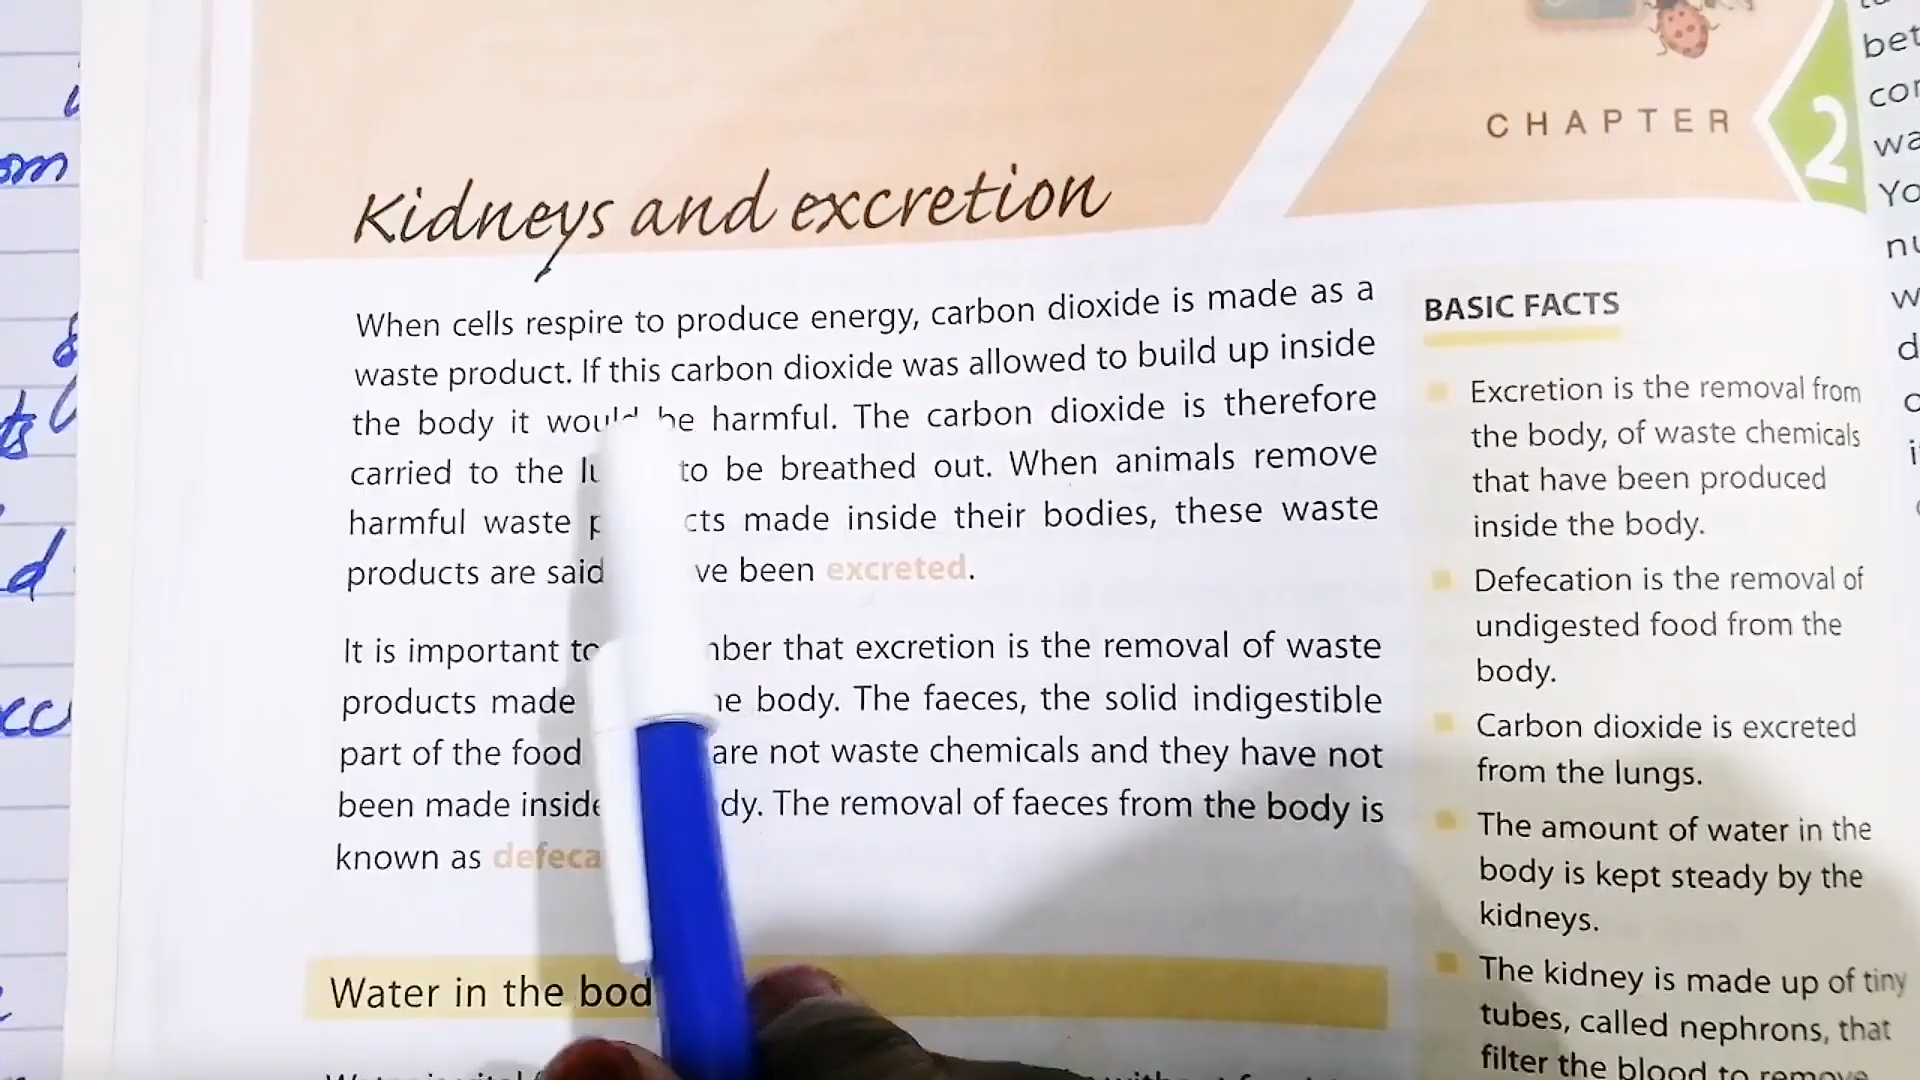 CHAPTER 2
Kidneys and excretion
When cells respire to produce energy, carbon dioxide is made as a
waste product. If this carbon dioxide was allowed to build up inside
the body it would be harmful. The carbon dioxide is therefore
carried to the to be breathed out. When animals remove
harmful waste made inside their bodies, these waste
products are said been excreted.
It is important to that excretion is the removal of waste
products made body. The faeces, the solid indigestible
part of the food are not waste chemicals and they have not
been made inside The removal of faeces from the body is
known as
Water in the
BASIC FACTS
Excretion is the removal from
the body, of waste chemicals
that have been produced
inside the body.
Defecation is the removal of
undigested food from the
body.
Carbon dioxide is excreted
from the lungs.
The amount of water in the
body is kept steady by the
kidneys.
The kidney is made up of tiny
tubes, called nephrons, that
filter the blood to remove